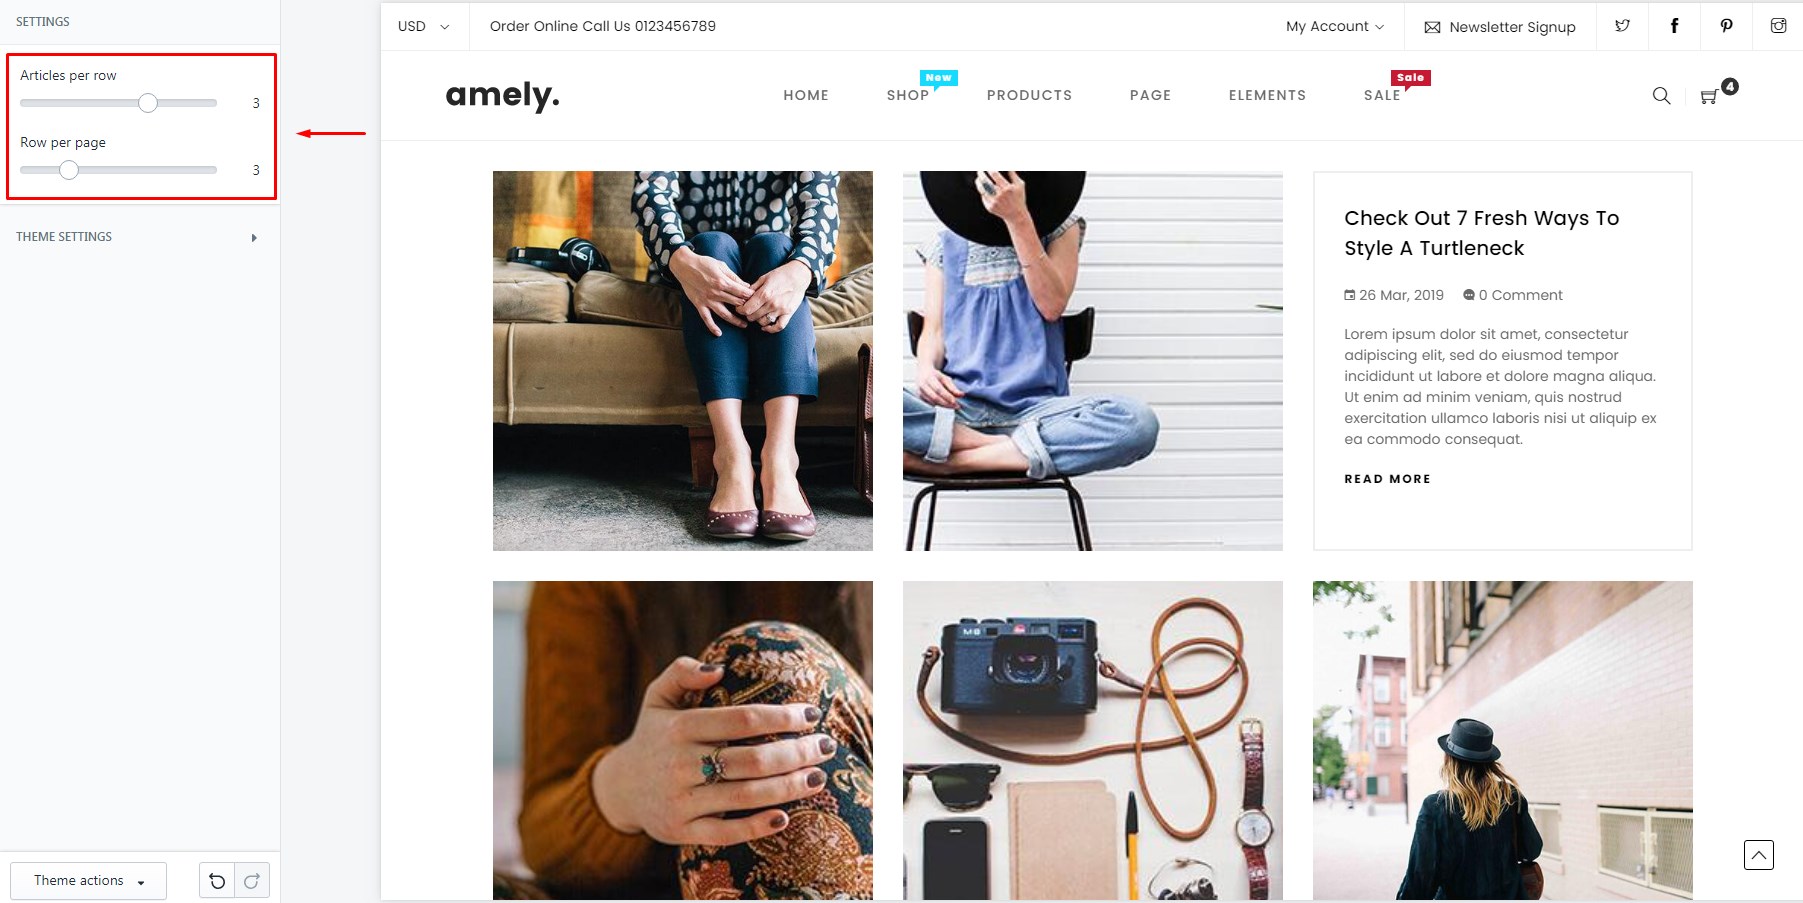 SETTINGS
Articles per row
3
Row per page
3
THEME SETTINGS
Theme actions
USD
Order Online Call Us 0123456789
My Account
Newsletter Signup
amely.
HOME
SHOP
New
PRODUCTS
PAGE
ELEMENTS
SALE
Sale
4
Check Out 7 Fresh Ways To
Style A Turtleneck
26 Mar, 2019
0 Comment
Lorem ipsum dolor sit amet, consectetur
adipiscing elit, sed do eiusmod tempor
incididunt ut labore et dolore magna aliqua.
Ut enim ad minim veniam, quis nostrud
exercitation ullamco laboris nisi ut aliquip ex
ea commodo consequat.
READ MORE
M8